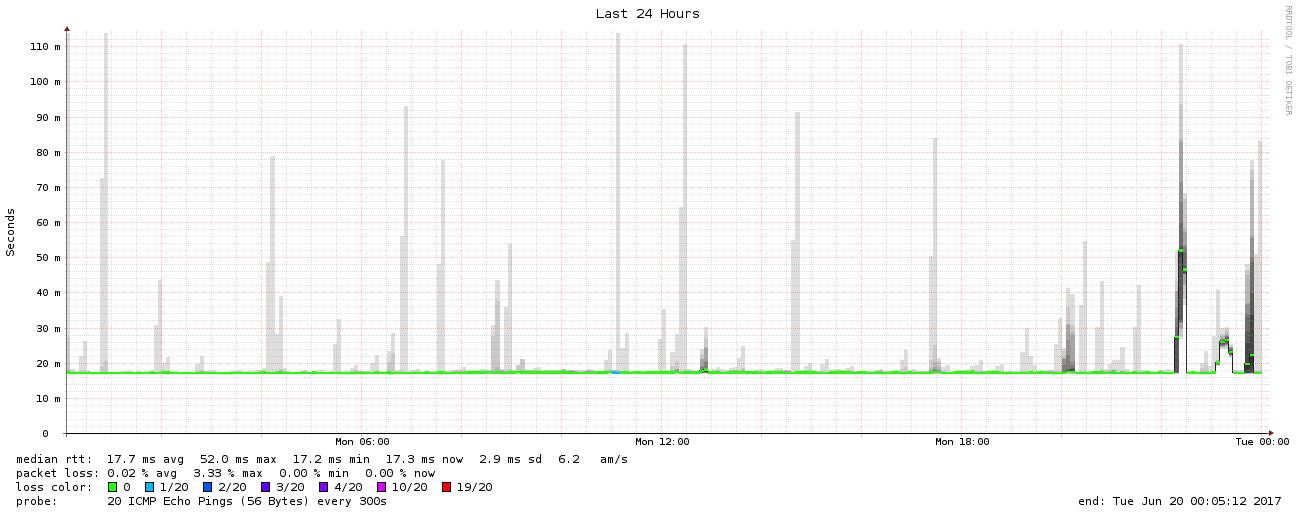 Last 24 Hours
RRDTOOL / TOBI OETIKER
Seconds
110 m
100 m
90 m
80 m
70 m
60 m
50 m
40 m
30 m
20 m
10 m
0
Mon 06:00 Mon 12:00 Mon 18:00 Tue 00:00
median rtt: 17.7 ms avg 52.0 ms max 17.2 ms min 17.3 ms now 2.9 ms sd 6.2 am/s
packet loss: 0.02 % avg 3.33 % max 0.00 % min 0.00 % now
loss color: 0 1/20 2/20 3/20 4/20 10/20 19/20
probe: 20 ICMP Echo Pings (56 Bytes) every 300s end: Tue Jun 20 00:05:12 2017